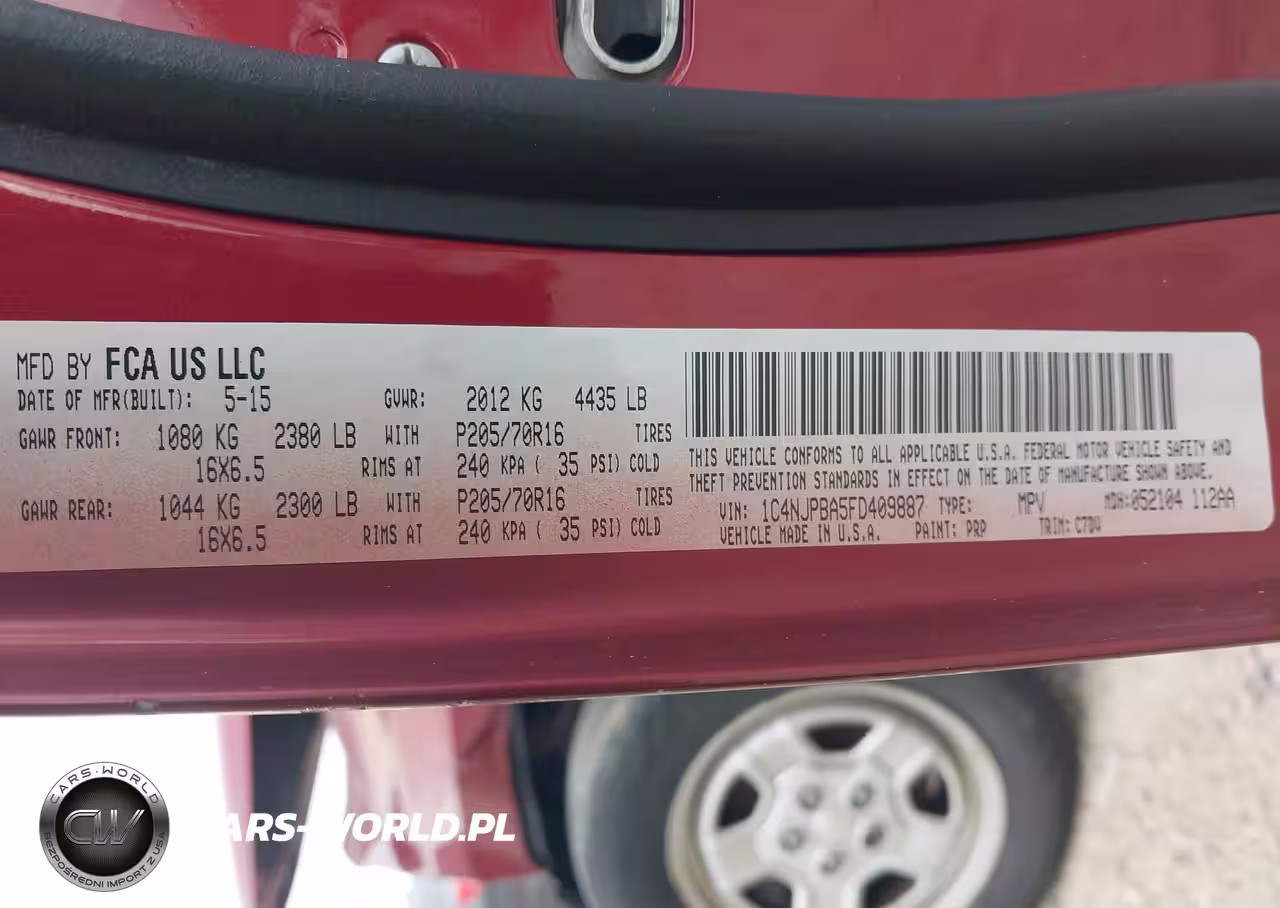 MFD BY FCA US LLC
DATE OF MFR(BUILT): 5-15 GVWR: 2012 KG 4435 LB
GAWR FRONT: 1080 KG 2380 LB WITH P205/70R16 TIRES
16X6.5 RIMS AT 240 KPA ( 35 PSI) COLD
GAWR REAR: 1044 KG 2300 LB WITH P205/70R16 TIRES
16X6.5 RIMS AT 240 KPA ( 35 PSI) COLD
THIS VEHICLE CONFORMS TO ALL APPLICABLE U.S.A. FEDERAL MOTOR VEHICLE SAFETY AND
THEFT PREVENTION STANDARDS IN EFFECT ON THE DATE OF MANUFACTURE SHOWN ABOVE.
VIN: 1C4NJPBA5FD409887 TYPE: MPV MDH:052104 112AA
VEHICLE MADE IN U.S.A. PAINT: PRP TRIM: C7DV
CARS-WORLD
CW
BEZPOŚREDNI IMPORT Z USA
CARS-WORLD.PL